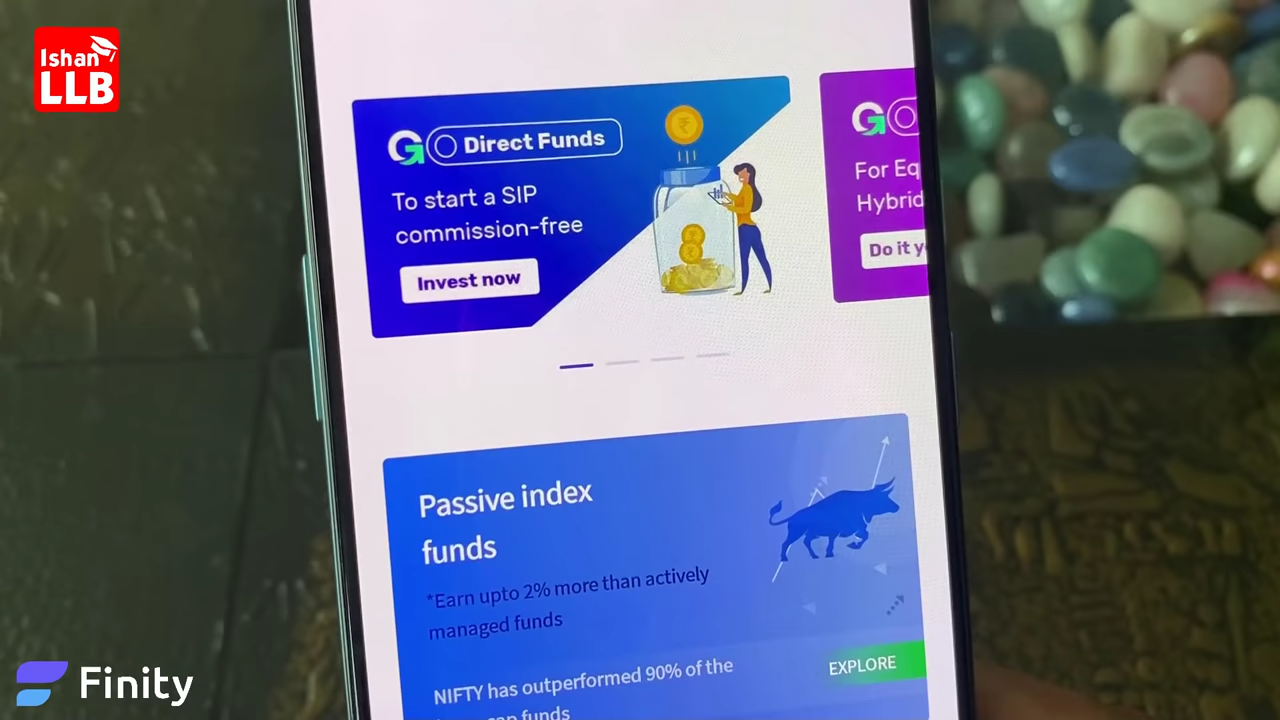 Ishan
LLB
Direct Funds
To start a SIP
commission-free
Invest now
For Eq
Hybrid
Do it y
Passive index
funds
*Earn upto 2% more than actively
managed funds
NIFTY has outperformed 90% of the
funds
EXPLORE
Finity